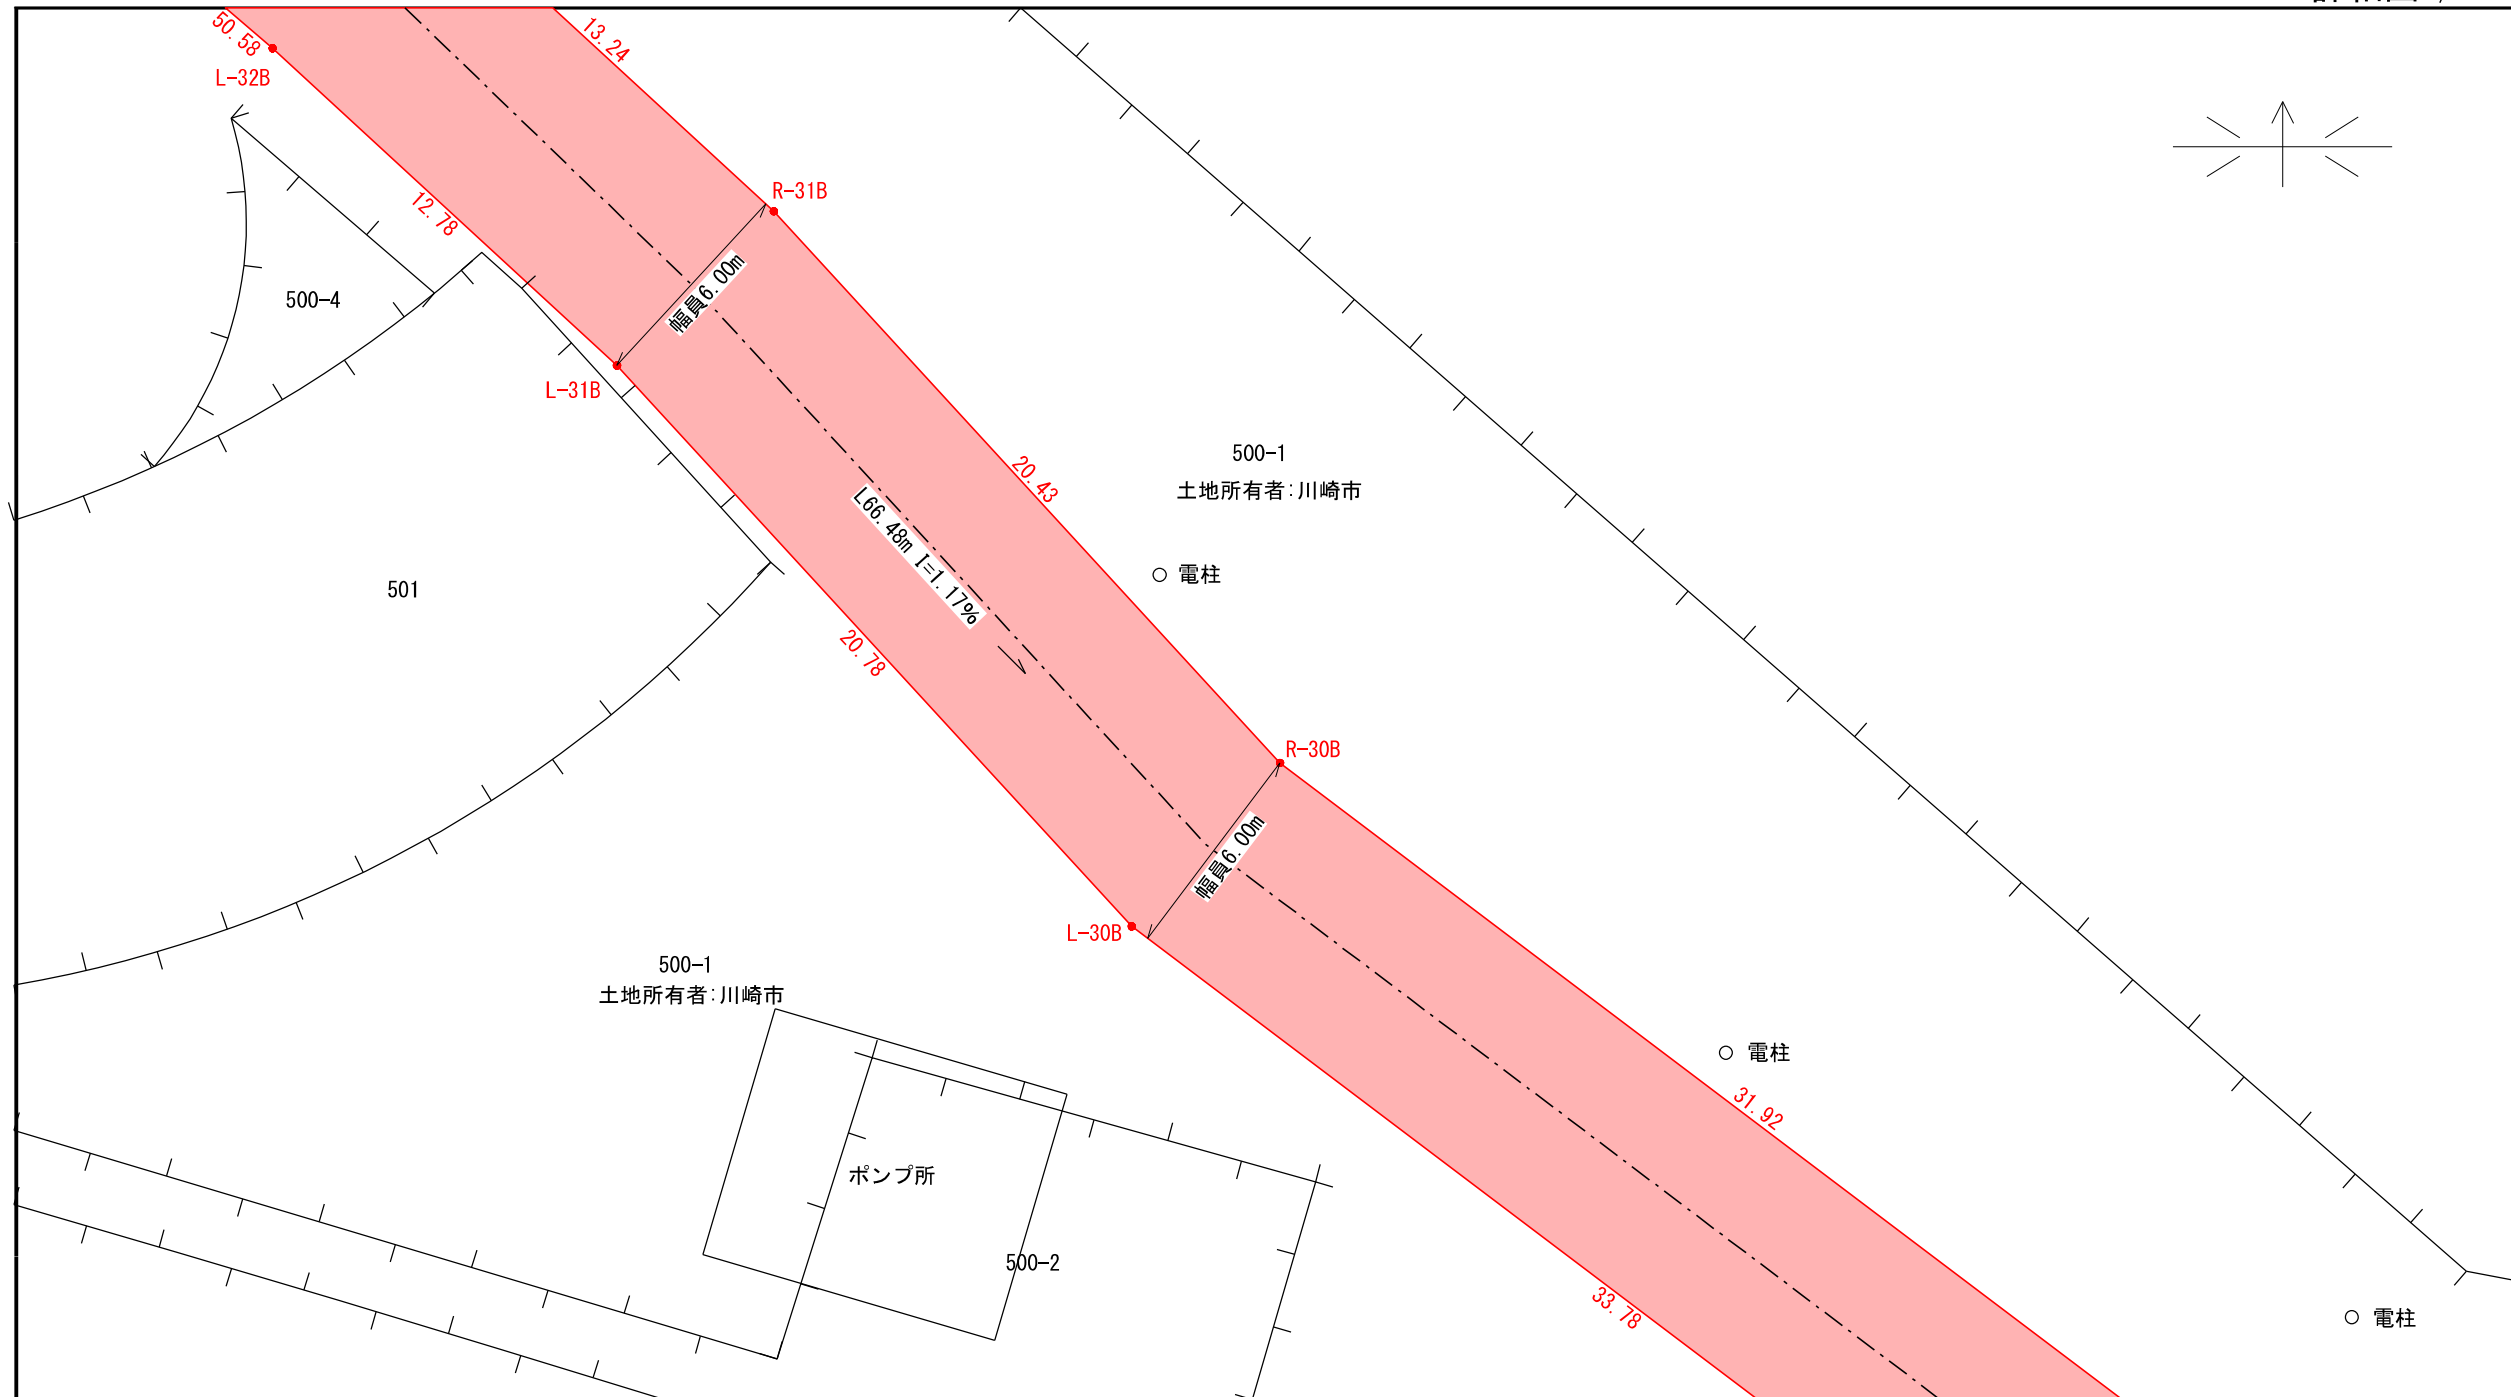 50.58
L-32B
13.24
R-31B
12.78
幅員6.00m
500-4
L-31B
20.43
500-1
土地所有者:川崎市
L66.48m I=1.17%
電柱
501
20.78
R-30B
幅員6.00m
L-30B
500-1
土地所有者:川崎市
電柱
31.92
ポンプ所
500-2
33.78
電柱